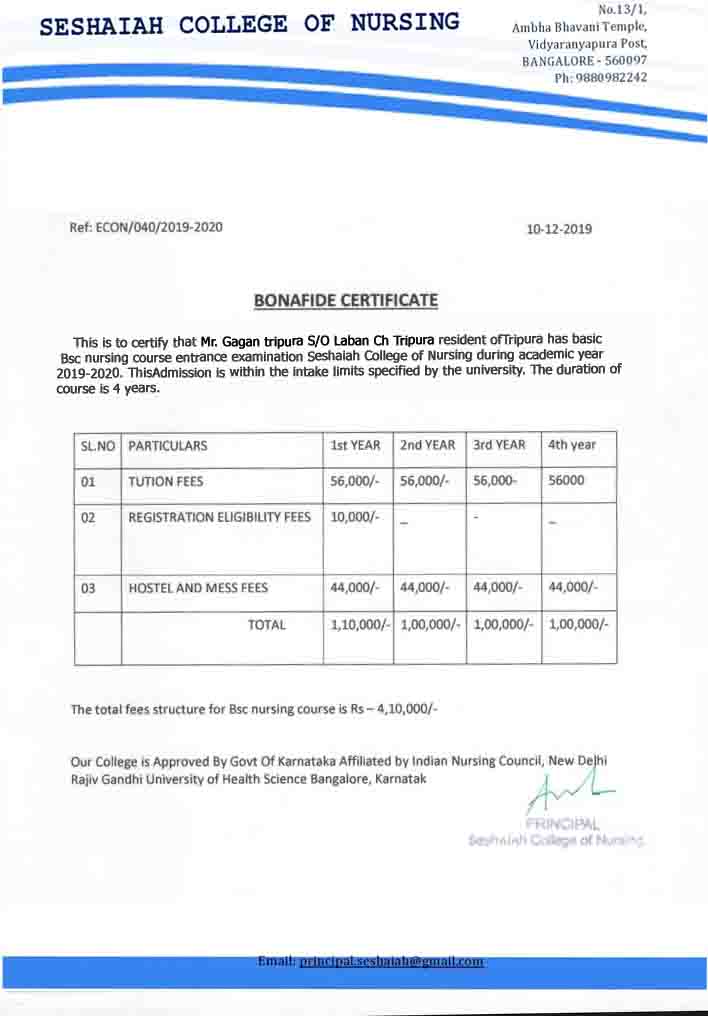 SESHAIAH COLLEGE OF NURSING
No.13/1,
Ambha Bhavani Temple,
Vidyaranyapura Post,
BANGALORE - 560097
Ph: 9880982242
Ref: ECON/040/2019-2020
10-12-2019
BONAFIDE CERTIFICATE
This is to certify that Mr. Gagan tripura S/O Laban Ch Tripura resident ofTripura has basic
Bsc nursing course entrance examination Seshaiah College of Nursing during academic year
2019-2020. ThisAdmission is within the intake limits specified by the university. The duration of
course is 4 years.
SL.NO PARTICULARS 1st YEAR 2nd YEAR 3rd YEAR 4th year
01 TUTION FEES 56,000/- 56,000/- 56,000- 56000
02 REGISTRATION ELIGIBILITY FEES 10,000/- _ - _
03 HOSTEL AND MESS FEES 44,000/- 44,000/- 44,000/- 44,000/-
TOTAL 1,10,000/- 1,00,000/- 1,00,000/- 1,00,000/-
The total fees structure for Bsc nursing course is Rs – 4,10,000/-
Our College is Approved By Govt Of Karnataka Affiliated by Indian Nursing Council, New Delhi
Rajiv Gandhi University of Health Science Bangalore, Karnatak
PRINCIPAL
Seshaiah College of Nursing
Email: principal.seshaiah@gmail.com